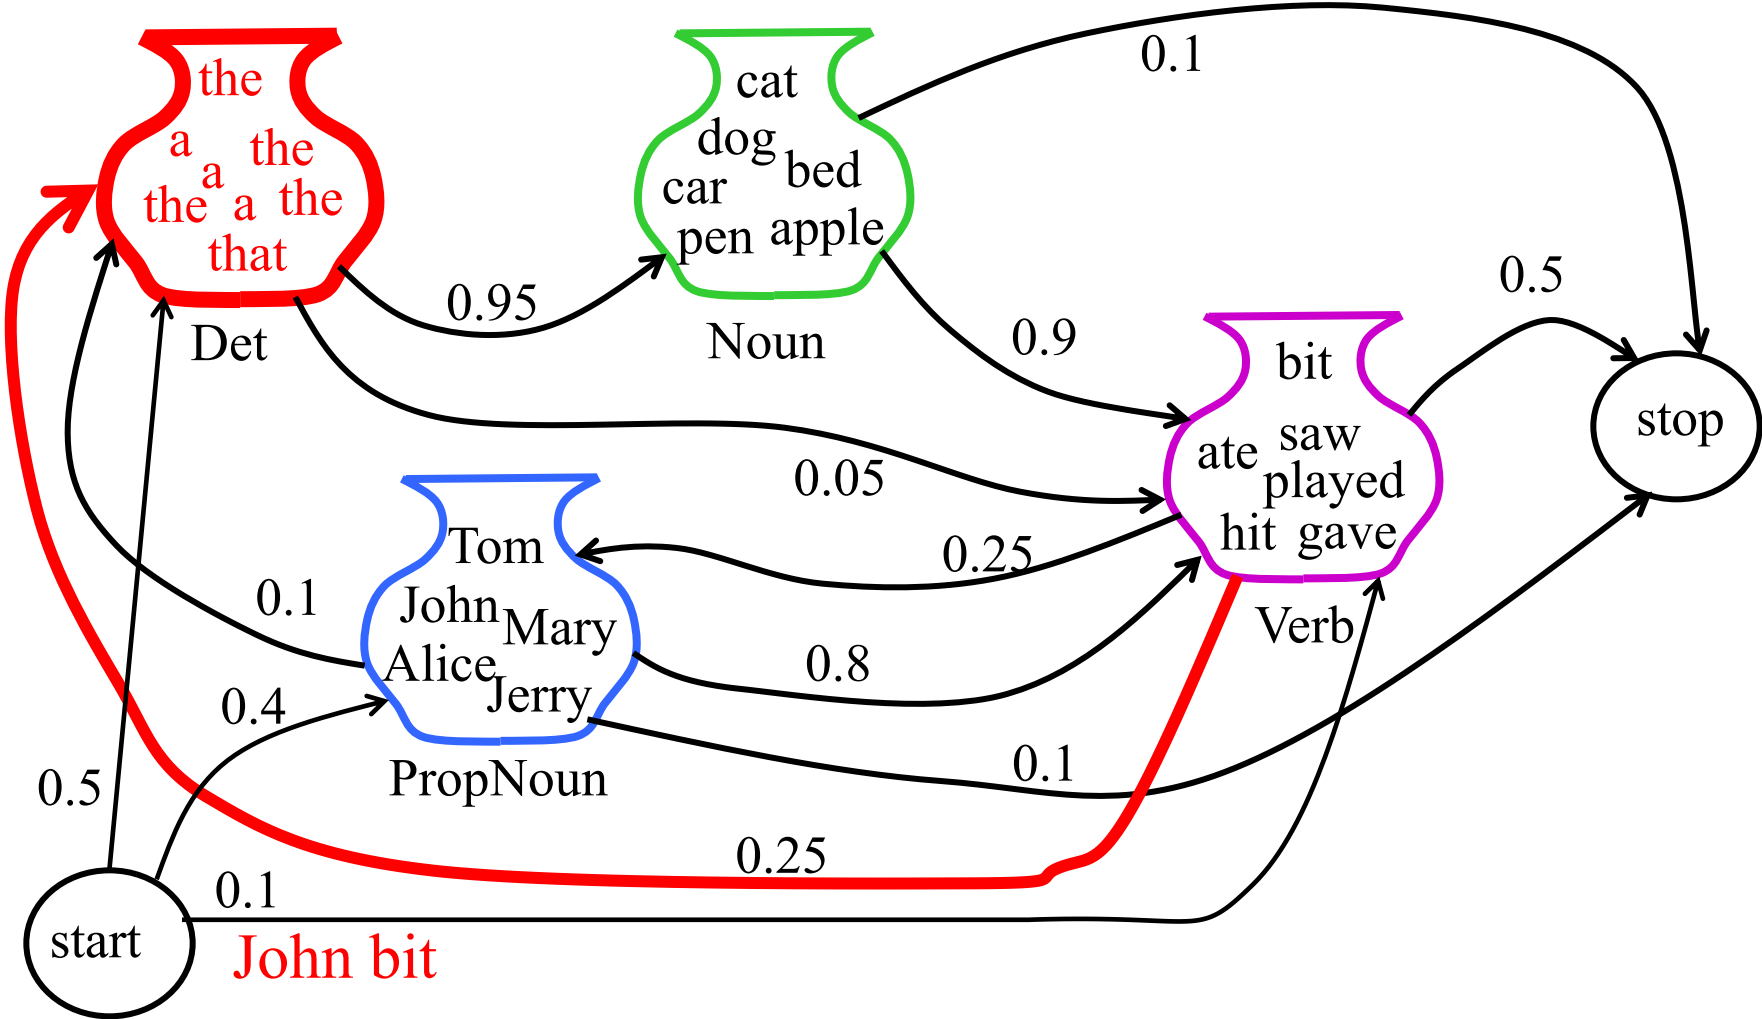 the
a the
a
the a the
that
Det
cat
dog
bed
car
pen apple
Noun
0.1
0.95
0.9
0.5
bit
saw
ate
played
hit gave
Verb
stop
0.05
0.25
Tom
John
Mary
Alice
Jerry
PropNoun
0.1
0.8
0.4
0.1
0.5
0.25
0.1
start
John bit